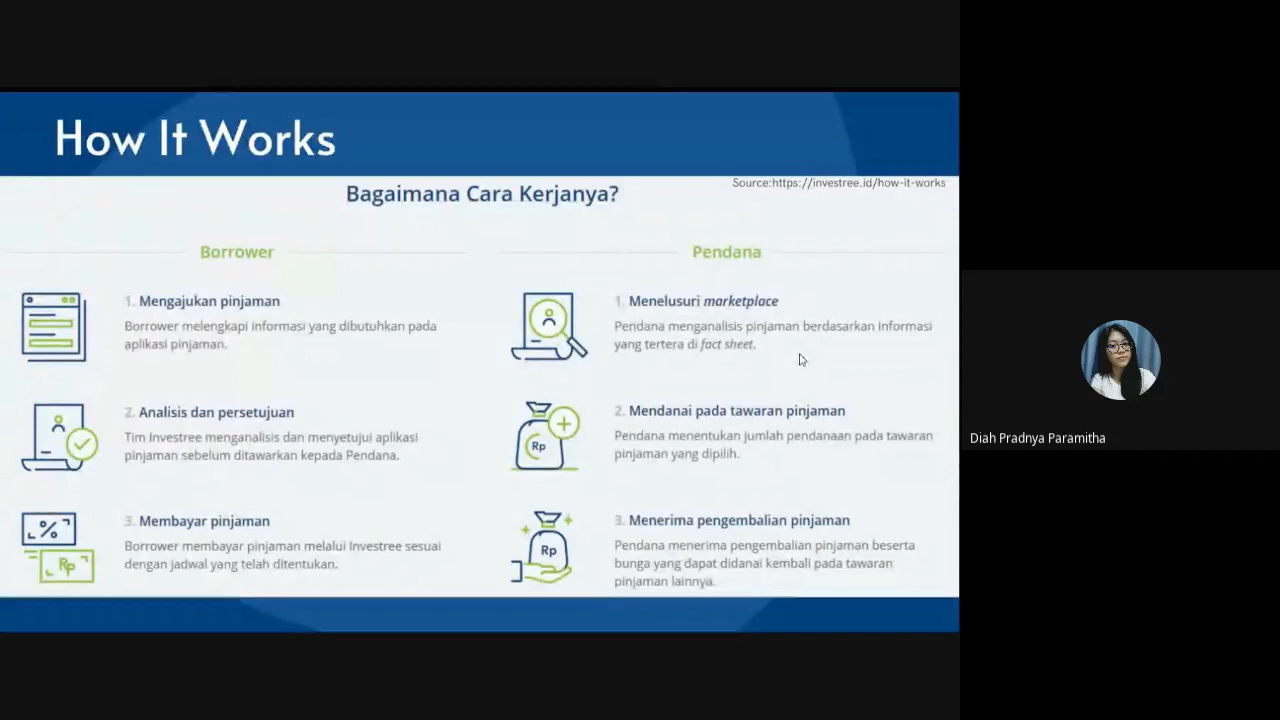 How It Works
Source:https://investree.id/how-it-works
Bagaimana Cara Kerjanya?
Borrower
1. Mengajukan pinjaman
Borrower melengkapi informasi yang dibutuhkan pada
aplikasi pinjaman.
2. Analisis dan persetujuan
Tim Investree menganalisis dan menyetujui aplikasi
pinjaman sebelum ditawarkan kepada Pendana.
3. Membayar pinjaman
Borrower membayar pinjaman melalui Investree sesuai
dengan jadwal yang telah ditentukan.
%
Rp
Pendana
1. Menelusuri marketplace
Pendana menganalisis pinjaman berdasarkan informasi
yang tertera di fact sheet.
2. Mendanai pada tawaran pinjaman
Pendana menentukan jumlah pendanaan pada tawaran
pinjaman yang dipilih.
Rp
3. Menerima pengembalian pinjaman
Pendana menerima pengembalian pinjaman beserta
bunga yang dapat didanai kembali pada tawaran
pinjaman lainnya.
Rp
Diah Pradnya Paramitha